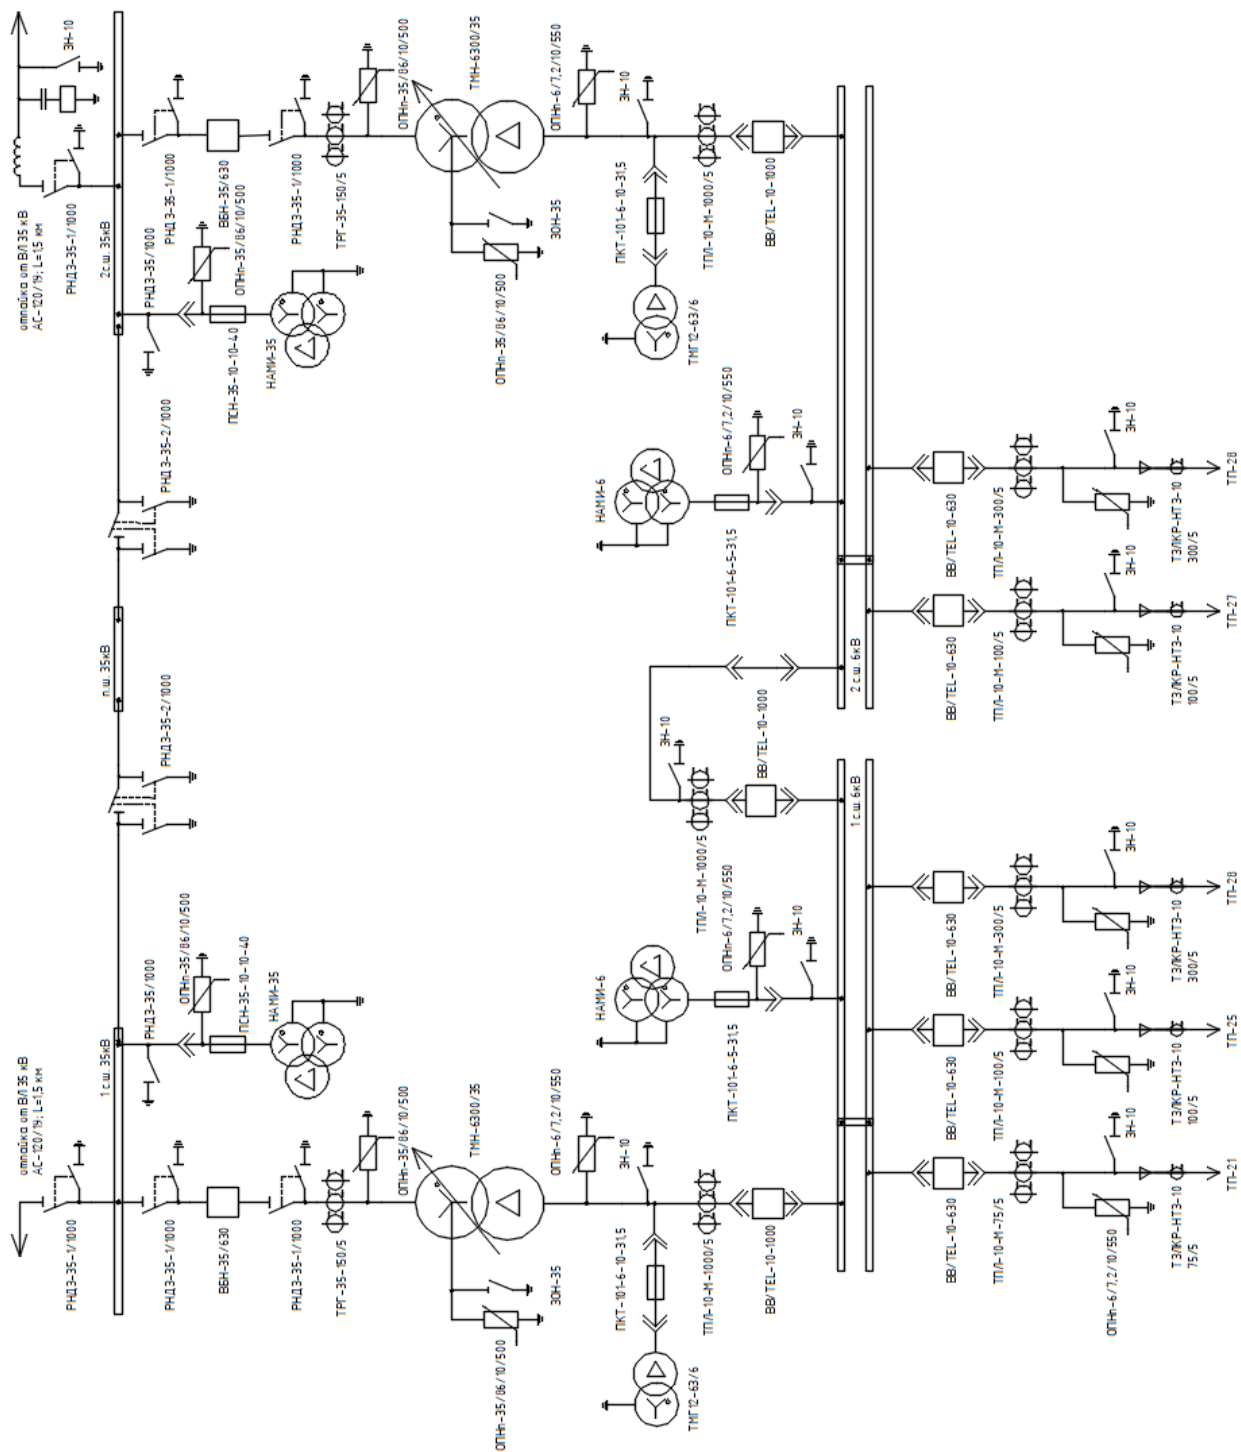 отпайка от ВЛ 35 кВ
АС-120/19; L=1,5 км
РНДЗ-35-1/1000
1 с.ш. 35кВ
РНДЗ-35/1000
ОПНп-35/86/10/500
ПСН-35-10-10-40
НАМИ-35
РНДЗ-35-1/1000
ВБН-35/630
РНДЗ-35-1/1000
ТРГ-35-150/5
ОПНп-35/86/10/500
ТМН-6300/35
ЗОН-35
ОПНп-35/86/10/500
ОПНп-6/7,2/10/550
ЗН-10
ПКТ-101-6-10-31,5
ТМГ12-63/6
ТПЛ-10-М-1000/5
ВВ/TEL-10-1000
РНДЗ-35-2/1000
п.ш. 35кВ
РНДЗ-35-2/1000
отпайка от ВЛ 35 кВ
АС-120/19; L=1,5 км
РНДЗ-35-1/1000
ЗН-10
2 с.ш. 35кВ
РНДЗ-35/1000
ОПНп-35/86/10/500
ПСН-35-10-10-40
НАМИ-35
РНДЗ-35-1/1000
ВБН-35/630
РНДЗ-35-1/1000
ТРГ-35-150/5
ОПНп-35/86/10/500
ТМН-6300/35
ЗОН-35
ОПНп-35/86/10/500
ОПНп-6/7,2/10/550
ЗН-10
ПКТ-101-6-10-31,5
ТМГ12-63/6
ТПЛ-10-М-1000/5
ВВ/TEL-10-1000
НАМИ-6
ПКТ-101-6-5-31,5
ОПНп-6/7,2/10/550
ЗН-10
ТПЛ-10-М-1000/5
ЗН-10
ВВ/TEL-10-1000
НАМИ-6
ПКТ-101-6-5-31,5
ОПНп-6/7,2/10/550
ЗН-10
1 с.ш. 6кВ
2 с.ш. 6кВ
ВВ/TEL-10-630
ТПЛ-10-М-75/5
ОПНп-6/7,2/10/550
ЗН-10
ТЗЛКР-НТЗ-10
75/5
ТП-21
ВВ/TEL-10-630
ТПЛ-10-М-100/5
ЗН-10
ТЗЛКР-НТЗ-10
100/5
ТП-25
ВВ/TEL-10-630
ТПЛ-10-М-300/5
ЗН-10
ТЗЛКР-НТЗ-10
300/5
ТП-28
ВВ/TEL-10-630
ТПЛ-10-М-100/5
ЗН-10
ТЗЛКР-НТЗ-10
100/5
ТП-27
ВВ/TEL-10-630
ТПЛ-10-М-300/5
ЗН-10
ТЗЛКР-НТЗ-10
300/5
ТП-28